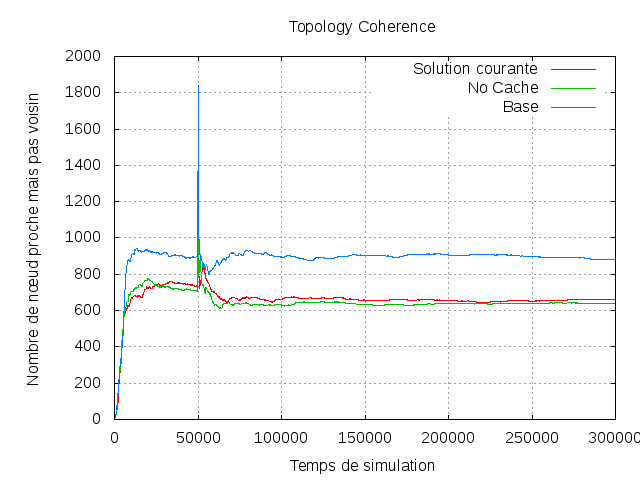 Topology Coherence
2000
1800
1600
1400
1200
1000
800
600
400
200
0
Nombre de nœud proche mais pas voisin
Solution courante
No Cache
Base
0 50000 100000 150000 200000 250000 300000
Temps de simulation